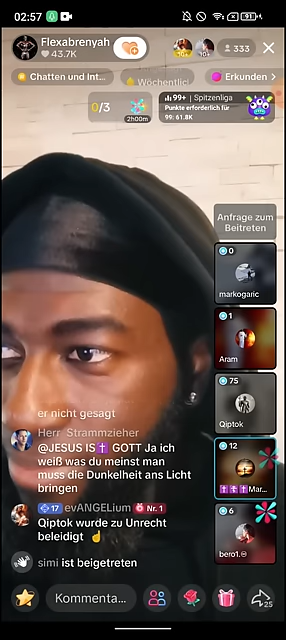 02:57
91
Flexabrenyah
43.7K
333
Chatten und Int...
Wöchentlic
Erkunden >
0/3
2h00m
99+ | Spitzenliga
Punkte erforderlich für
99: 61.8K
Anfrage zum
Beitreten
0
markogaric
1
Aram
75
Qiptok
12
✝️✝️✝️Mar...
6
bero1.♾
er nicht gesagt
Herr_Strammzieher
@JESUS IS✝️ GOTT Ja ich
weiß was du meinst man
muss die Dunkelheit ans Licht
bringen
17 evANGELium Nr. 1
Qiptok wurde zu Unrecht
beleidigt ☝️
simi ist beigetreten
Kommenta...
25